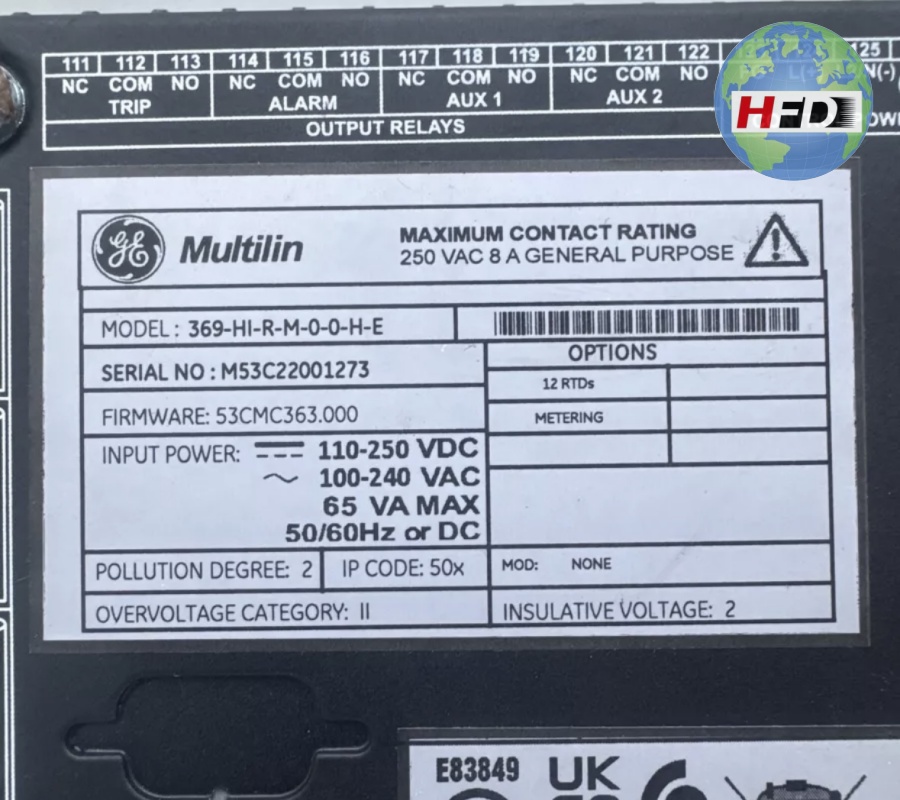 111 112 113 114 115 116 117 118 119 120 121 122 125
NC COM NO NC COM NO NC COM NO NC COM NO L(+) N(-)
TRIP ALARM AUX 1 AUX 2
OUTPUT RELAYS
HFD
GE Multilin
MAXIMUM CONTACT RATING
250 VAC 8 A GENERAL PURPOSE
MODEL: 369-HI-R-M-0-0-H-E
SERIAL NO: M53C22001273
FIRMWARE: 53CMC363.000
INPUT POWER: 110-250 VDC
100-240 VAC
65 VA MAX
50/60Hz or DC
POLLUTION DEGREE: 2 IP CODE: 50x
OVERVOLTAGE CATEGORY: II
OPTIONS
12 RTDs
METERING
MOD: NONE
INSULATIVE VOLTAGE: 2
E83849 UK